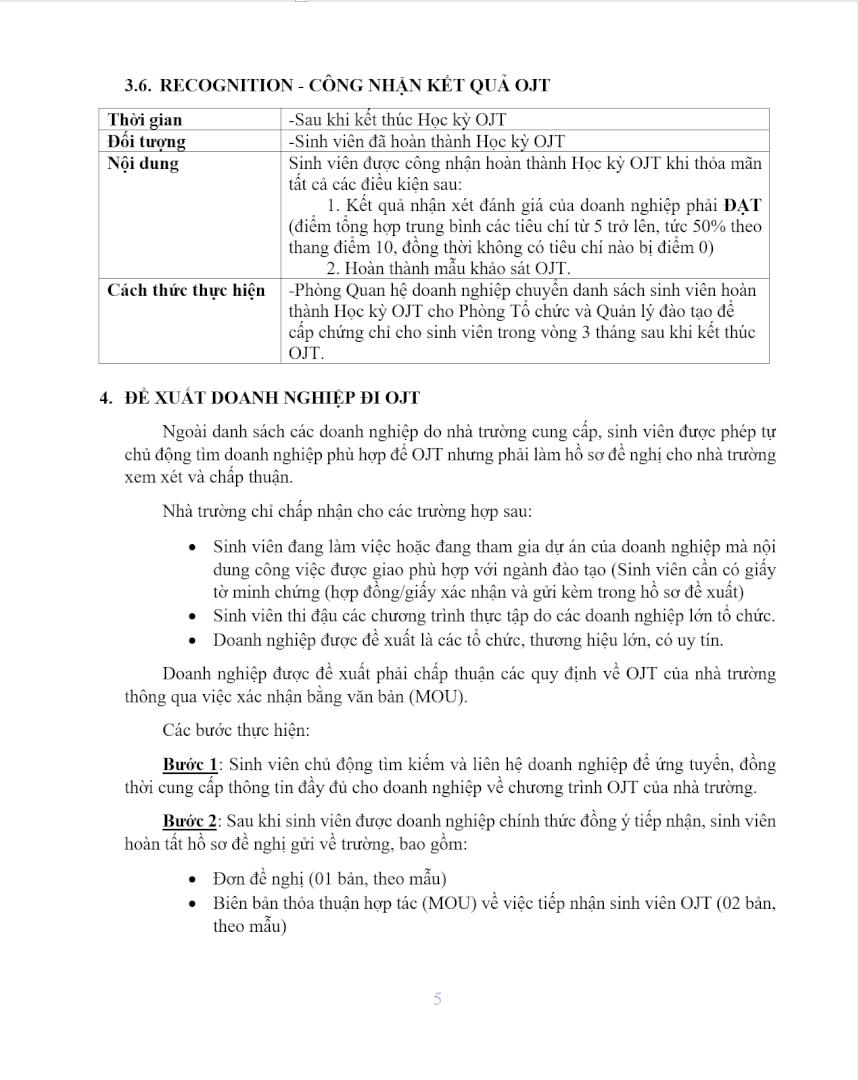 3.6. RECOGNITION - CÔNG NHẬN KẾT QUẢ OJT
Thời gian
-Sau khi kết thúc Học kỳ OJT
Đối tượng
-Sinh viên đã hoàn thành Học kỳ OJT
Nội dung
Sinh viên được công nhận hoàn thành Học kỳ OJT khi thỏa mãn
tất cả các điều kiện sau:
1. Kết quả nhận xét đánh giá của doanh nghiệp phải ĐẠT
(điểm tổng hợp trung bình các tiêu chí từ 5 trở lên, tức 50% theo
thang điểm 10, đồng thời không có tiêu chí nào bị điểm 0)
2. Hoàn thành mẫu khảo sát OJT.
Cách thức thực hiện
-Phòng Quan hệ doanh nghiệp chuyển danh sách sinh viên hoàn
thành Học kỳ OJT cho Phòng Tổ chức và Quản lý đào tạo để
cấp chứng chỉ cho sinh viên trong vòng 3 tháng sau khi kết thúc
OJT.
4. ĐỀ XUẤT DOANH NGHIỆP ĐI OJT
Ngoài danh sách các doanh nghiệp do nhà trường cung cấp, sinh viên được phép tự
chủ động tìm doanh nghiệp phù hợp để OJT nhưng phải làm hồ sơ đề nghị cho nhà trường
xem xét và chấp thuận.
Nhà trường chỉ chấp nhận cho các trường hợp sau:
• Sinh viên đang làm việc hoặc đang tham gia dự án của doanh nghiệp mà nội
dung công việc được giao phù hợp với ngành đào tạo (Sinh viên cần có giấy
tờ minh chứng (hợp đồng/giấy xác nhận và gửi kèm trong hồ sơ đề xuất)
• Sinh viên thi đậu các chương trình thực tập do các doanh nghiệp lớn tổ chức.
• Doanh nghiệp được đề xuất là các tổ chức, thương hiệu lớn, có uy tín.
Doanh nghiệp được đề xuất phải chấp thuận các quy định về OJT của nhà trường
thông qua việc xác nhận bằng văn bản (MOU).
Các bước thực hiện:
Bước 1: Sinh viên chủ động tìm kiếm và liên hệ doanh nghiệp để ứng tuyển, đồng
thời cung cấp thông tin đầy đủ cho doanh nghiệp về chương trình OJT của nhà trường.
Bước 2: Sau khi sinh viên được doanh nghiệp chính thức đồng ý tiếp nhận, sinh viên
hoàn tất hồ sơ đề nghị gửi về trường, bao gồm:
• Đơn đề nghị (01 bản, theo mẫu)
• Biên bản thỏa thuận hợp tác (MOU) về việc tiếp nhận sinh viên OJT (02 bản,
theo mẫu)
5